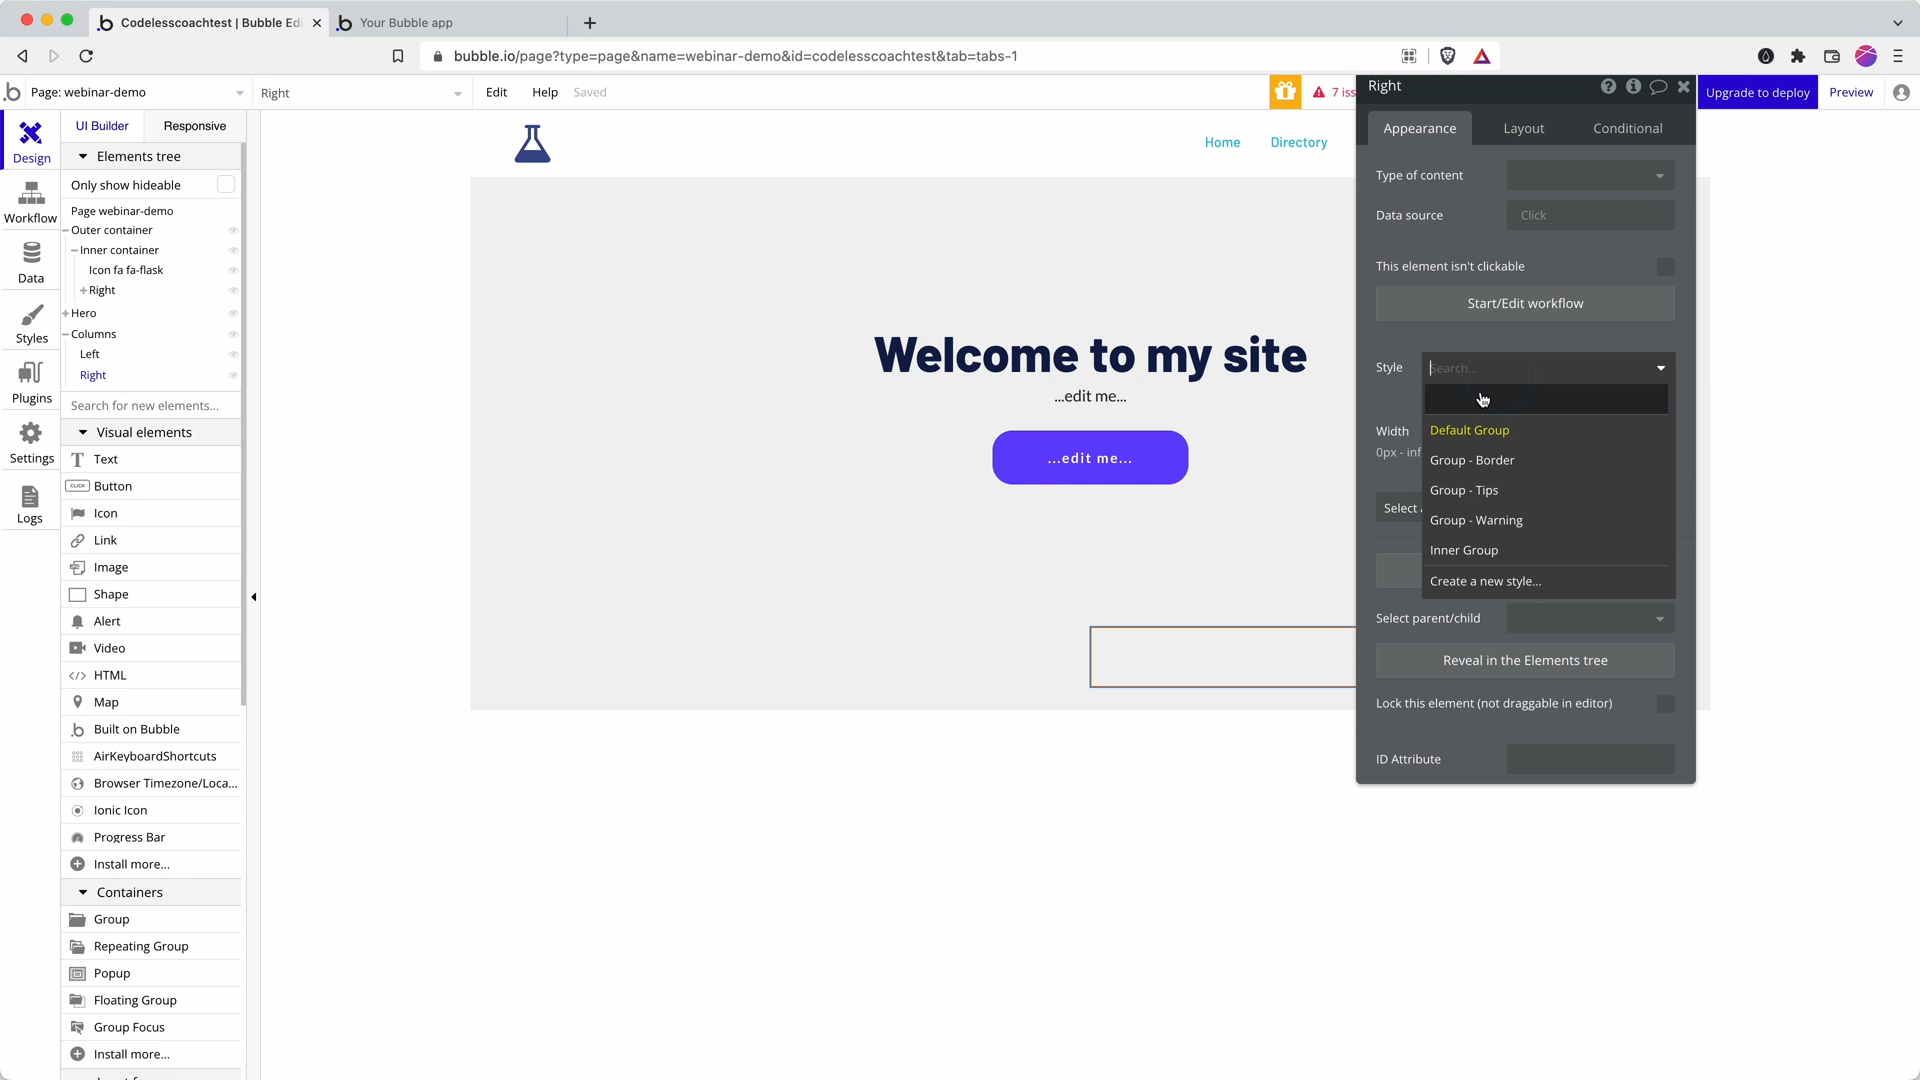 Codelesscoachtest | Bubble Edi
Your Bubble app
bubble.io/page?type=page&name=webinar-demo&id=codelesscoachtest&tab=tabs-1
Page: webinar-demo
Right
Edit
Help
Saved
7 iss
Right
Upgrade to deploy
Preview
Design
Workflow
Data
Styles
Plugins
Settings
Logs
UI Builder
Responsive
Elements tree
Only show hideable
Page webinar-demo
Outer container
Inner container
Icon fa fa-flask
Right
Hero
Columns
Left
Right
Search for new elements...
Visual elements
Text
CLICK
Button
Icon
Link
Image
Shape
Alert
Video
HTML
Map
Built on Bubble
AirKeyboardShortcuts
Browser Timezone/Loca...
Ionic Icon
Progress Bar
Install more...
Containers
Group
Repeating Group
Popup
Floating Group
Group Focus
Install more...
Home
Directory
Welcome to my site
...edit me...
...edit me...
Appearance
Layout
Conditional
Type of content
Data source
Click
This element isn't clickable
Start/Edit workflow
Style
Search...
Default Group
Group - Border
Group - Tips
Group - Warning
Inner Group
Create a new style...
Width
0px - inf
Select
Select parent/child
Reveal in the Elements tree
Lock this element (not draggable in editor)
ID Attribute